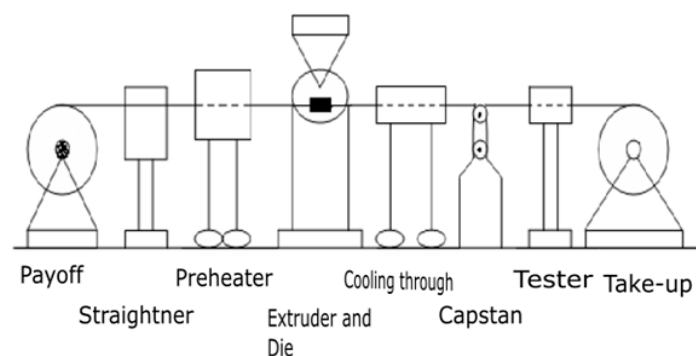 Payoff
Straightner
Preheater
Extruder and
Die
Cooling through
Capstan
Tester
Take-up